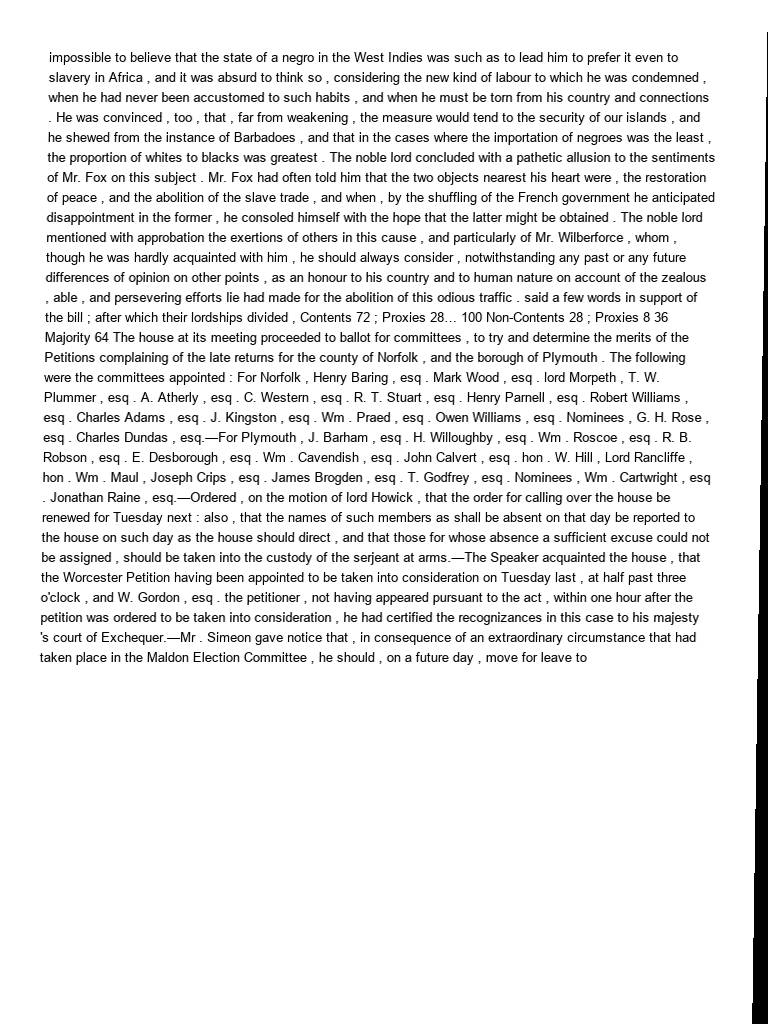 impossible to believe that the state of a negro in the West Indies was such as to lead him to prefer it even to
slavery in Africa , and it was absurd to think so , considering the new kind of labour to which he was condemned ,
when he had never been accustomed to such habits , and when he must be torn from his country and connections
. He was convinced , too , that , far from weakening , the measure would tend to the security of our islands , and
he shewed from the instance of Barbadoes , and that in the cases where the importation of negroes was the least ,
the proportion of whites to blacks was greatest . The noble lord concluded with a pathetic allusion to the sentiments
of Mr. Fox on this subject . Mr. Fox had often told him that the two objects nearest his heart were , the restoration
of peace , and the abolition of the slave trade , and when , by the shuffling of the French government he anticipated
disappointment in the former , he consoled himself with the hope that the latter might be obtained . The noble lord
mentioned with approbation the exertions of others in this cause , and particularly of Mr. Wilberforce , whom ,
though he was hardly acquainted with him , he should always consider , notwithstanding any past or any future
differences of opinion on other points , as an honour to his country and to human nature on account of the zealous
, able , and persevering efforts lie had made for the abolition of this odious traffic . said a few words in support of
the bill ; after which their lordships divided , Contents 72 ; Proxies 28... 100 Non-Contents 28 ; Proxies 8 36
Majority 64 The house at its meeting proceeded to ballot for committees , to try and determine the merits of the
Petitions complaining of the late returns for the county of Norfolk , and the borough of Plymouth . The following
were the committees appointed : For Norfolk , Henry Baring , esq . Mark Wood , esq . lord Morpeth , T. W.
Plummer , esq . A. Atherly , esq . C. Western , esq . R. T. Stuart , esq . Henry Parnell , esq . Robert Williams ,
esq . Charles Adams , esq . J. Kingston , esq . Wm . Praed , esq . Owen Williams , esq . Nominees , G. H. Rose ,
esq . Charles Dundas , esq.—For Plymouth , J. Barham , esq . H. Willoughby , esq . Wm . Roscoe , esq . R. B.
Robson , esq . E. Desborough , esq . Wm . Cavendish , esq . John Calvert , esq . hon . W. Hill , Lord Rancliffe ,
hon . Wm . Maul , Joseph Crips , esq . James Brogden , esq . T. Godfrey , esq . Nominees , Wm . Cartwright , esq
. Jonathan Raine , esq.—Ordered , on the motion of lord Howick , that the order for calling over the house be
renewed for Tuesday next : also , that the names of such members as shall be absent on that day be reported to
the house on such day as the house should direct , and that those for whose absence a sufficient excuse could not
be assigned , should be taken into the custody of the serjeant at arms.—The Speaker acquainted the house , that
the Worcester Petition having been appointed to be taken into consideration on Tuesday last , at half past three
o'clock , and W. Gordon , esq . the petitioner , not having appeared pursuant to the act , within one hour after the
petition was ordered to be taken into consideration , he had certified the recognizances in this case to his majesty
's court of Exchequer.—Mr . Simeon gave notice that , in consequence of an extraordinary circumstance that had
taken place in the Maldon Election Committee , he should , on a future day , move for leave to